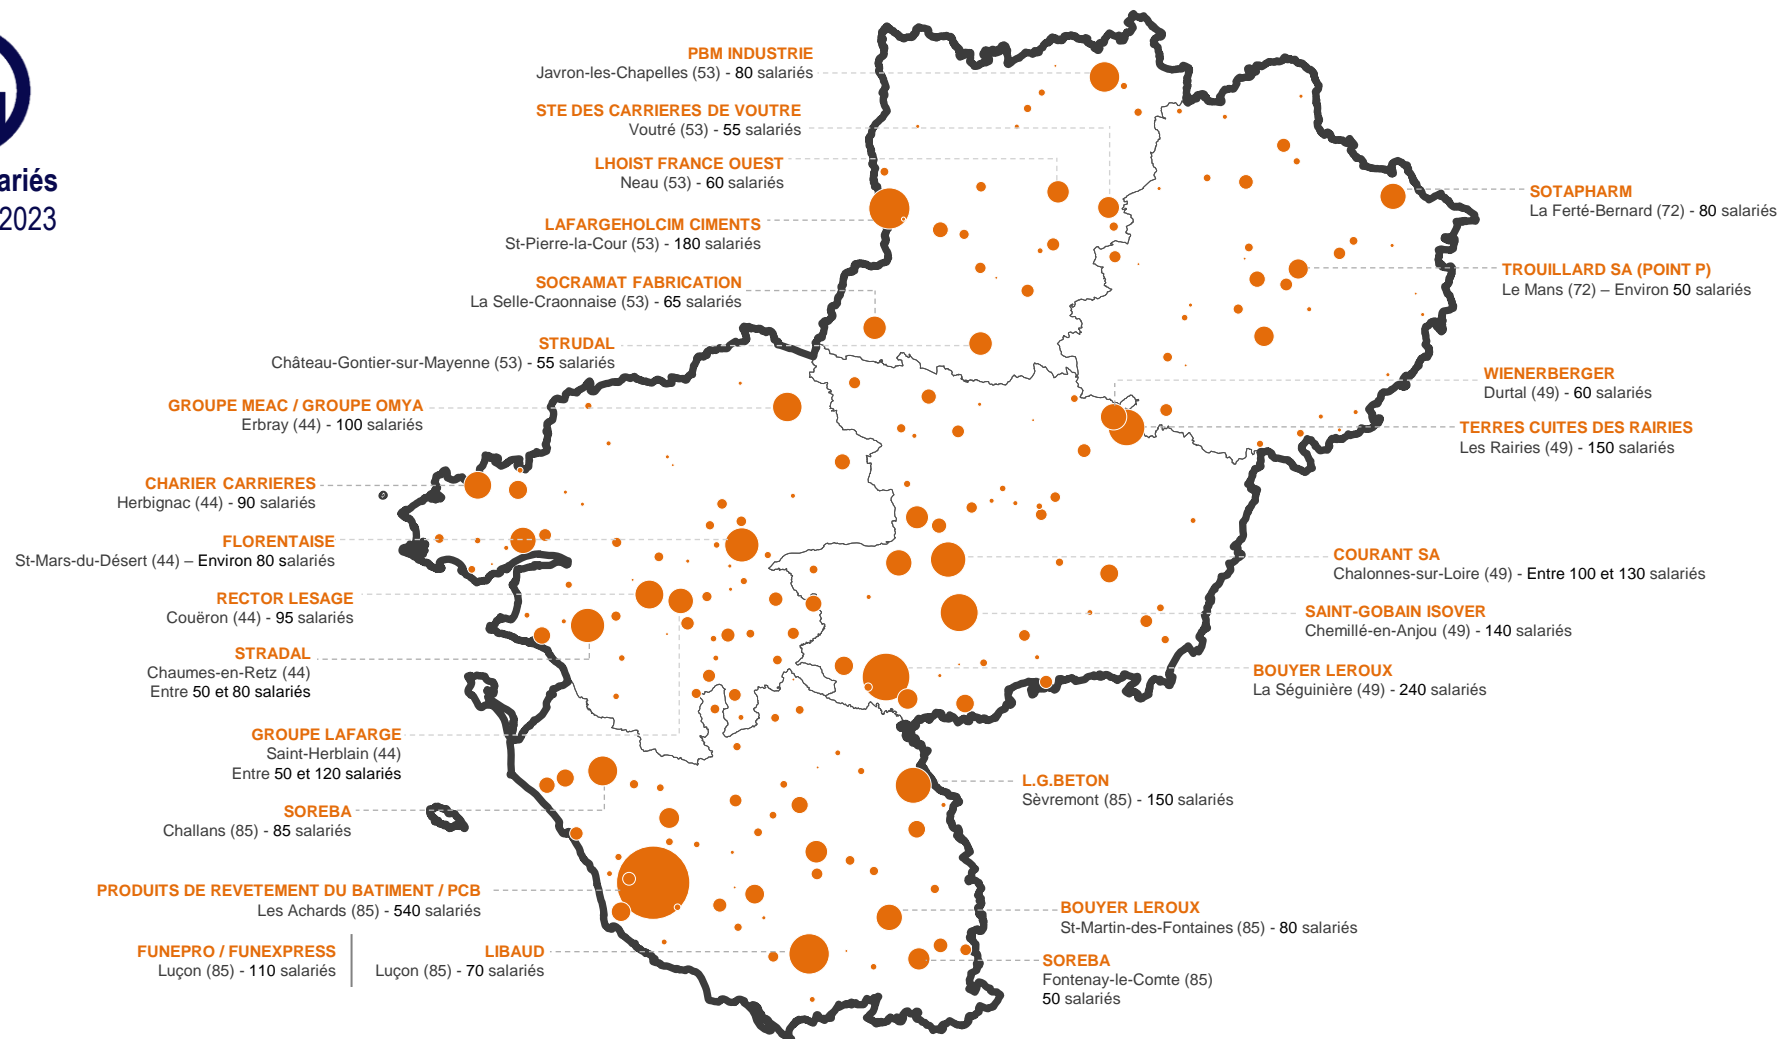 ariés
2023
PBM INDUSTRIE
Javron-les-Chapelles (53) - 80 salariés
STE DES CARRIERES DE VOUTRE
Voutré (53) - 55 salariés
LHOIST FRANCE OUEST
Neau (53) - 60 salariés
LAFARGEHOLCIM CIMENTS
St-Pierre-la-Cour (53) - 180 salariés
SOCRAMAT FABRICATION
La Selle-Craonnaise (53) - 65 salariés
STRUDAL
Château-Gontier-sur-Mayenne (53) - 55 salariés
GROUPE MEAC / GROUPE OMYA
Erbray (44) - 100 salariés
CHARIER CARRIERES
Herbignac (44) - 90 salariés
FLORENTAISE
St-Mars-du-Désert (44) – Environ 80 salariés
RECTOR LESAGE
Couëron (44) - 95 salariés
STRADAL
Chaumes-en-Retz (44)
Entre 50 et 80 salariés
GROUPE LAFARGE
Saint-Herblain (44)
Entre 50 et 120 salariés
SOREBA
Challans (85) - 85 salariés
PRODUITS DE REVETEMENT DU BATIMENT / PCB
Les Achards (85) - 540 salariés
FUNEPRO / FUNEXPRESS
Luçon (85) - 110 salariés
LIBAUD
Luçon (85) - 70 salariés
SOTAPHARM
La Ferté-Bernard (72) - 80 salariés
TROUILLARD SA (POINT P)
Le Mans (72) – Environ 50 salariés
WIENERBERGER
Durtal (49) - 60 salariés
TERRES CUITES DES RAIRIES
Les Rairies (49) - 150 salariés
COURANT SA
Chalonnes-sur-Loire (49) - Entre 100 et 130 salariés
SAINT-GOBAIN ISOVER
Chemillé-en-Anjou (49) - 140 salariés
BOUYER LEROUX
La Séguinière (49) - 240 salariés
L.G.BETON
Sèvremont (85) - 150 salariés
BOUYER LEROUX
St-Martin-des-Fontaines (85) - 80 salariés
SOREBA
Fontenay-le-Comte (85)
50 salariés